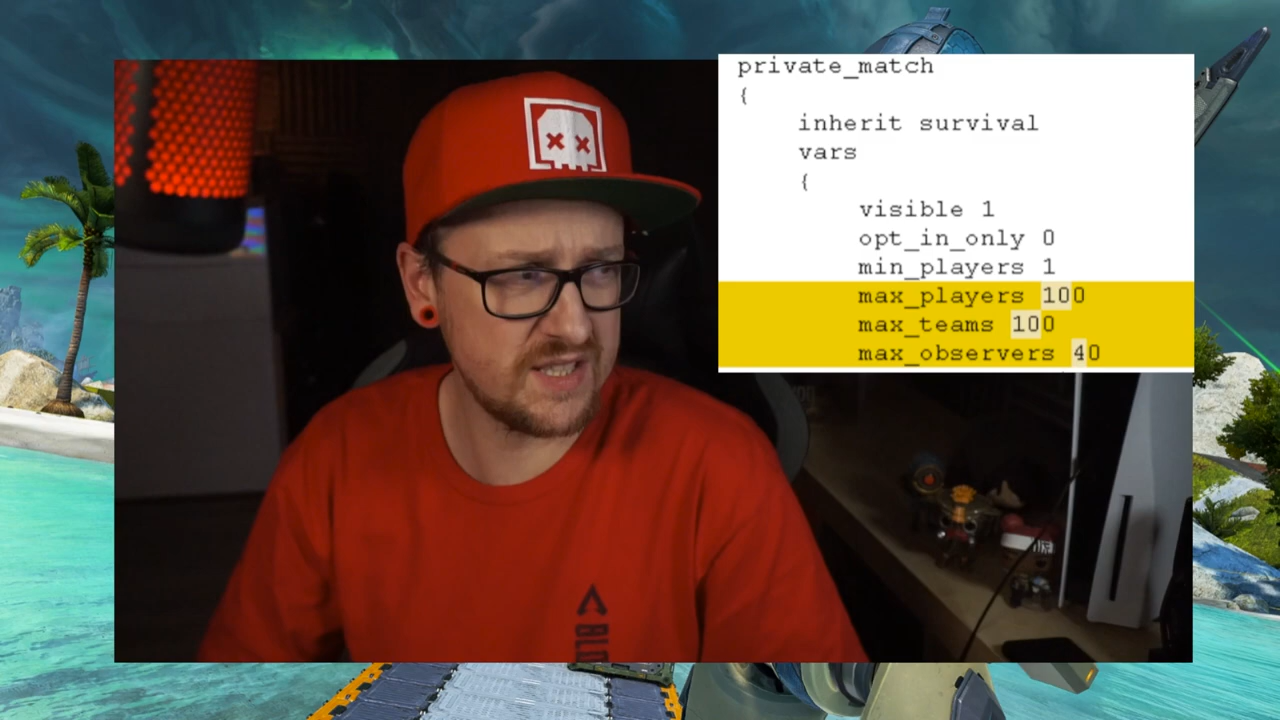 private_match
{
inherit survival
vars
{
visible 1
opt_in_only 0
min_players 1
max_players 100
max_teams 100
max_observers 40